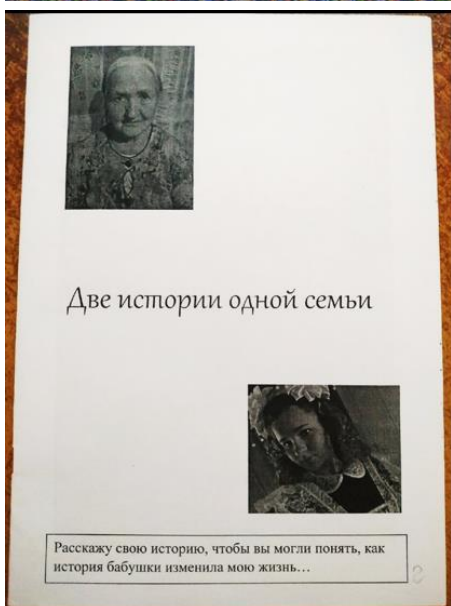 Две истории одной семьи
Расскажу свою историю, чтобы вы могли понять, как
история бабушки изменила мою жизнь…